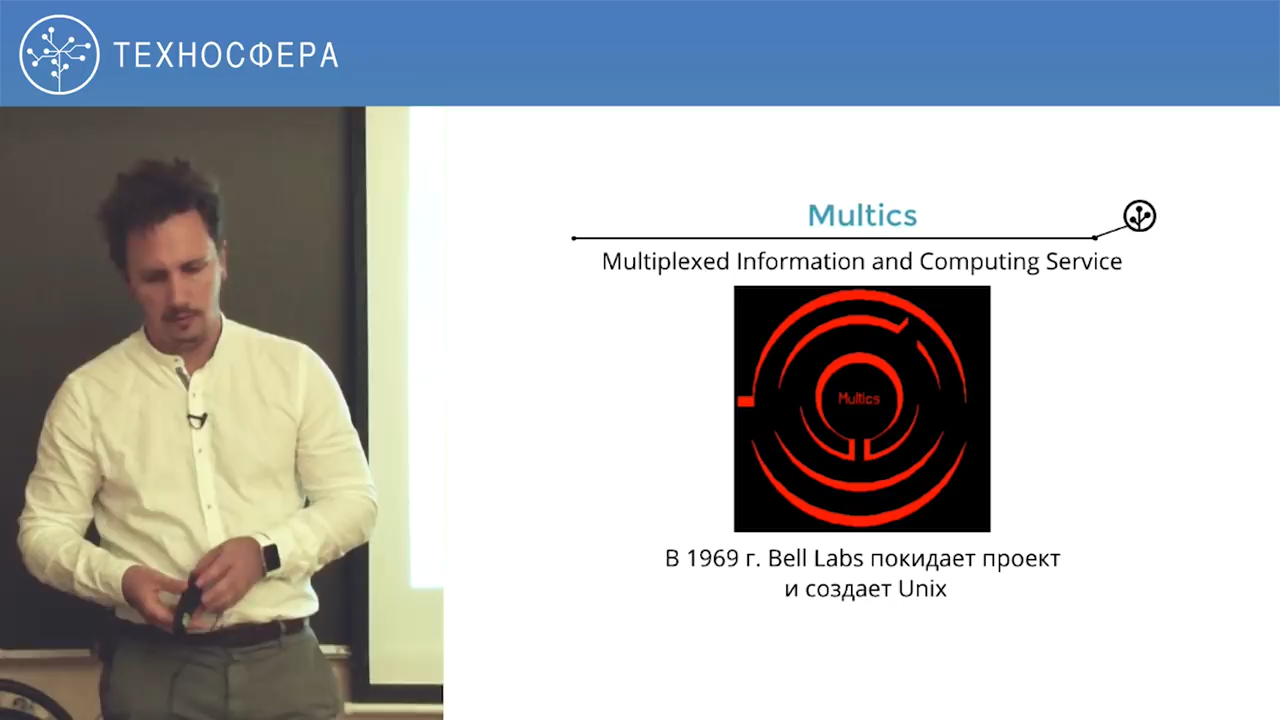 ТЕХНОСФЕРА
Multics
Multiplexed Information and Computing Service
Multics
В 1969 г. Bell Labs покидает проект
и создает Unix